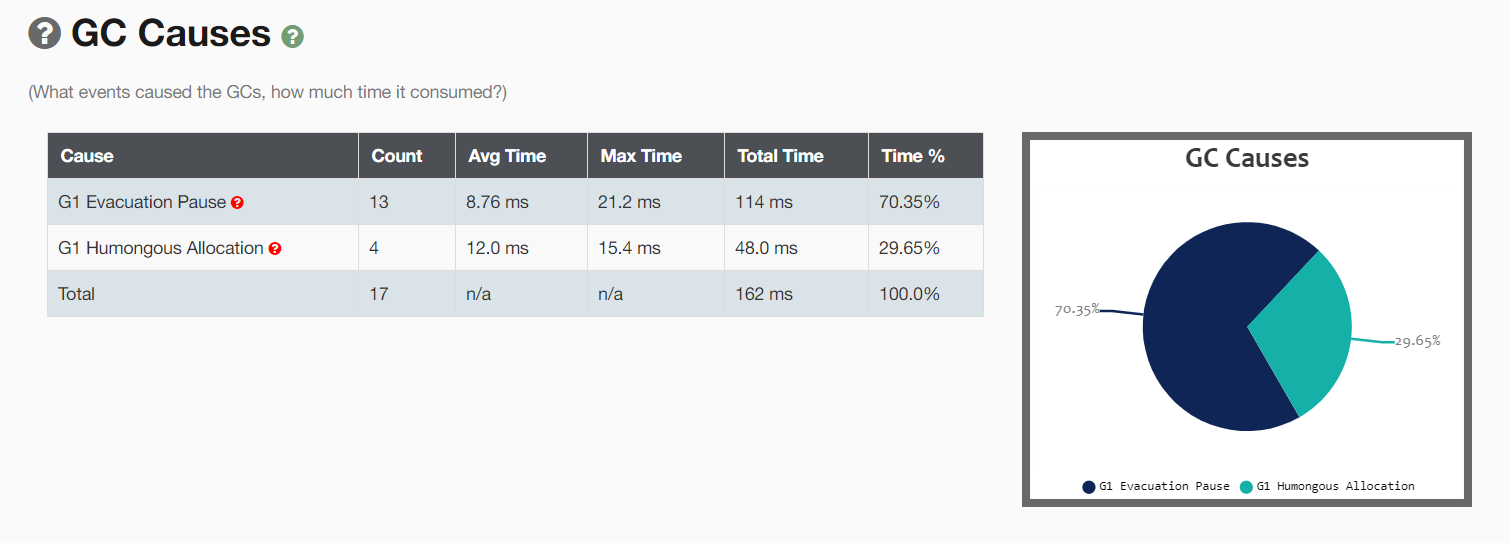 GC Causes
(What events caused the GCs, how much time it consumed?)
Cause Count Avg Time Max Time Total Time Time %
G1 Evacuation Pause 13 8.76 ms 21.2 ms 114 ms 70.35%
G1 Humongous Allocation 4 12.0 ms 15.4 ms 48.0 ms 29.65%
Total 17 n/a n/a 162 ms 100.0%
GC Causes
70.35%
29.65%
G1 Evacuation Pause G1 Humongous Allocation